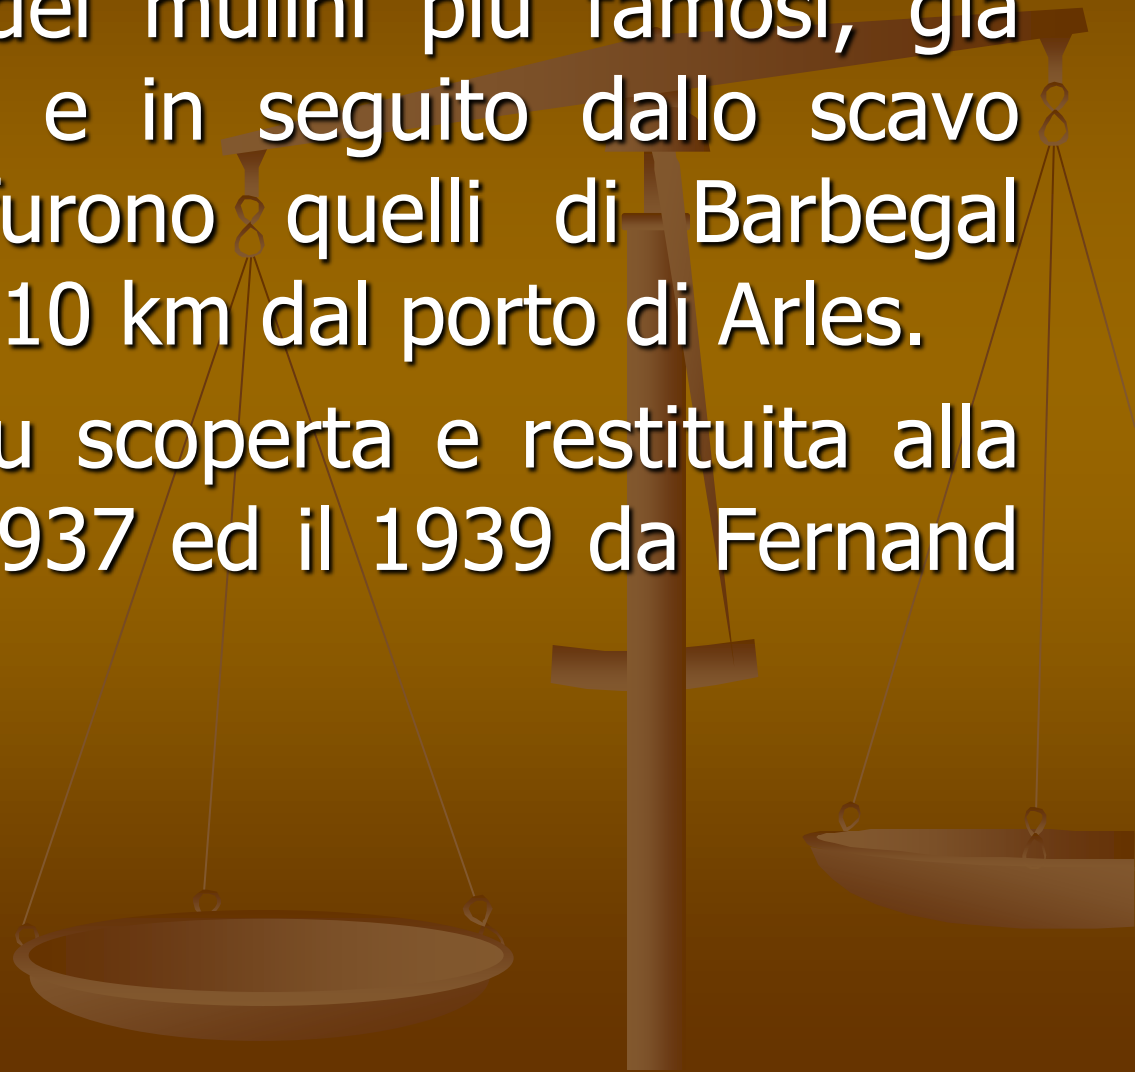 dei mulini più famosi, già
e in seguito dallo scavo
furono quelli di Barbegal
10 km dal porto di Arles.
scoperta e restituita alla
937 ed il 1939 da Fernand